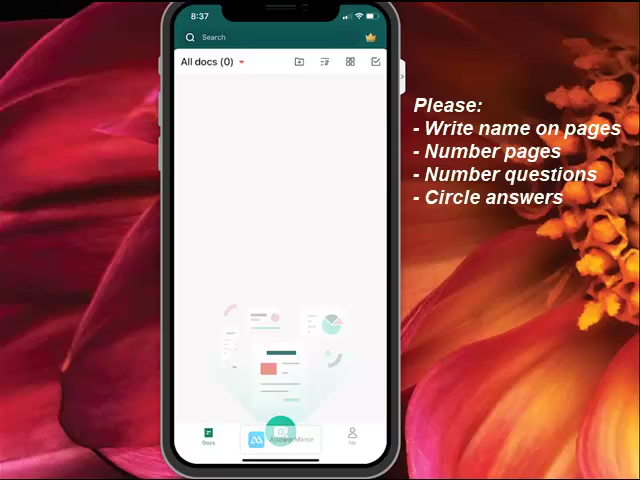 8:37
Search
All docs (0)
Please:
- Write name on pages
- Number pages
- Number questions
- Circle answers
Docs
ApowerMirror
Me